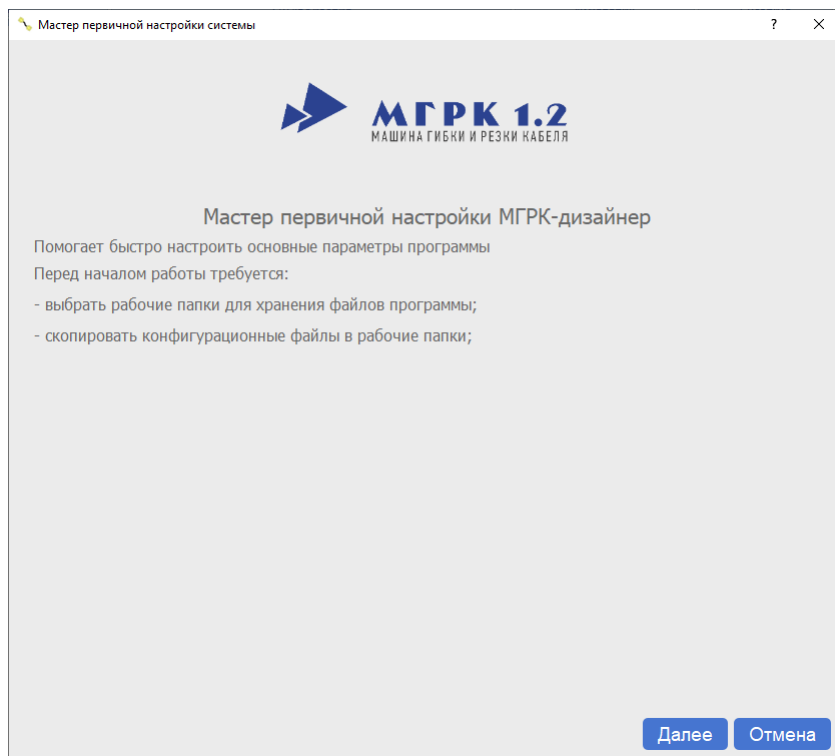 Мастер первичной настройки системы
?
МГРК 1.2
МАШИНА ГИБКИ И РЕЗКИ КАБЕЛЯ
Мастер первичной настройки МГРК-дизайнер
Помогает быстро настроить основные параметры программы
Перед началом работы требуется:
- выбрать рабочие папки для хранения файлов программы;
- скопировать конфигурационные файлы в рабочие папки;
Далее Отмена